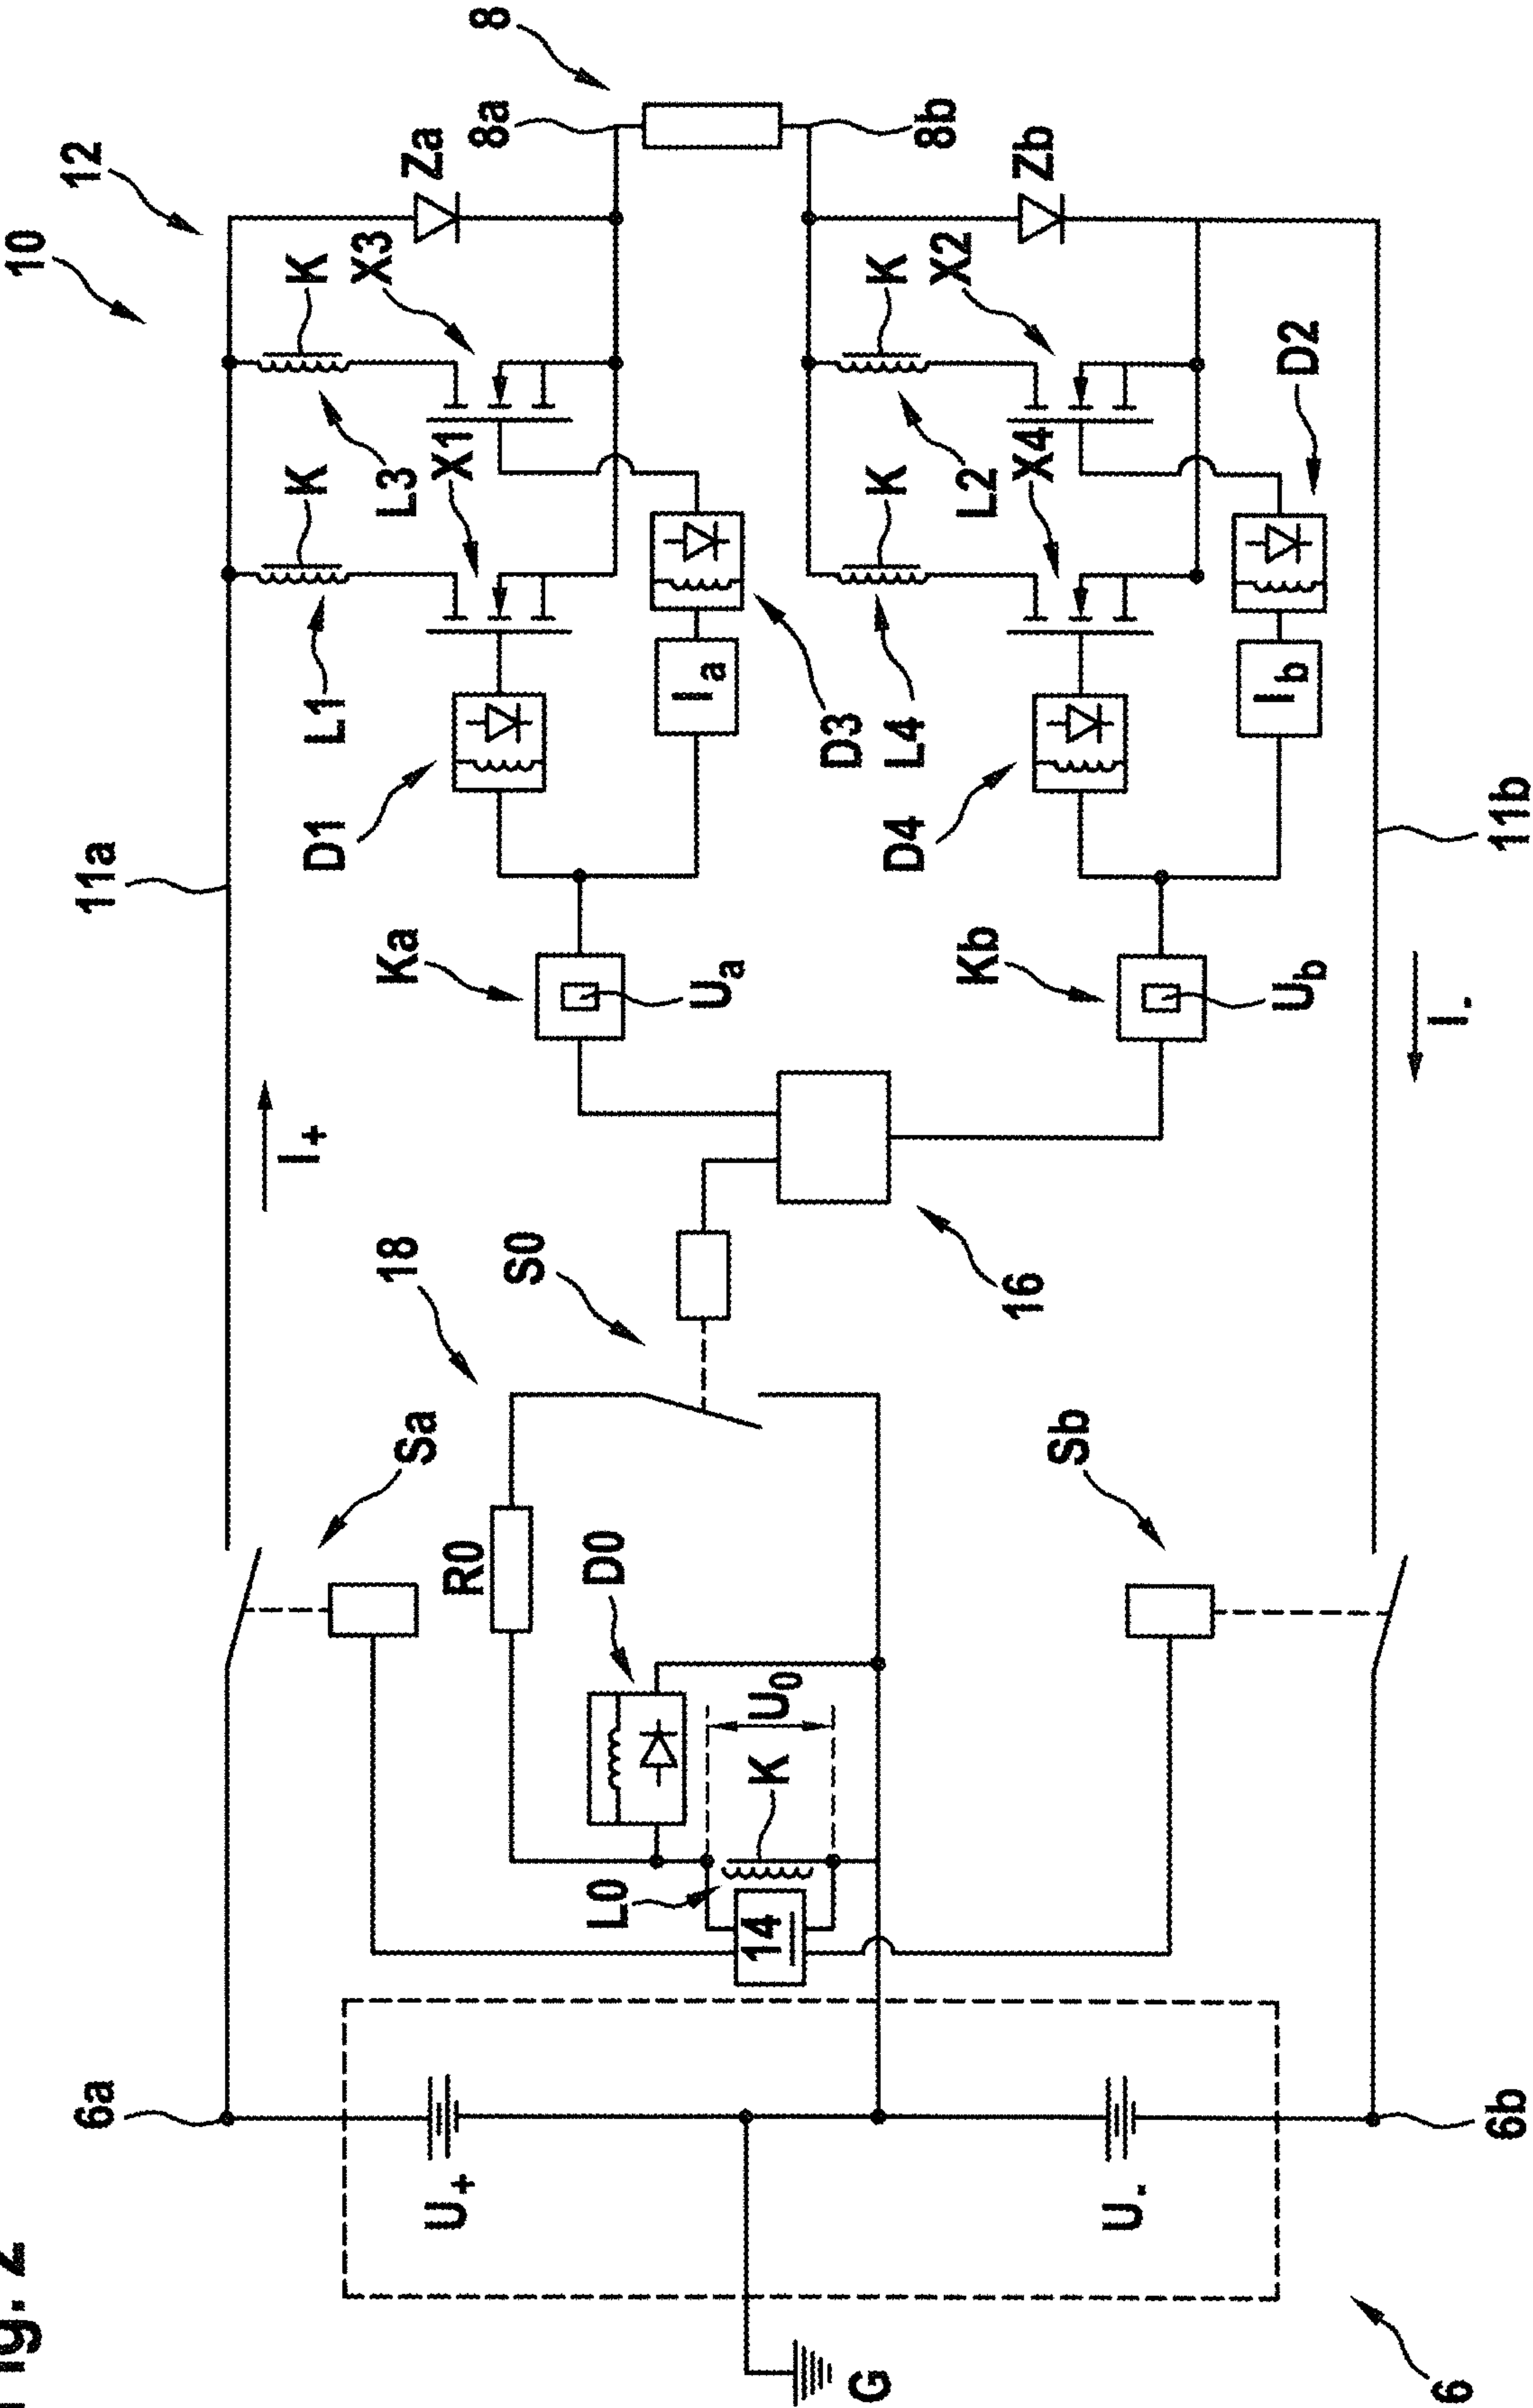 Fig. 2
10
12
8
8a
8b
Za
Zb
K
X3
L3
K
X1
L1
D1
D3
Ia
K
X2
L2
K
X4
L4
D2
D4
Ib
11a
11b
Ka
Ua
Kb
Ub
I+
I-
16
18
S0
Sa
Sb
R0
D0
U0
K
L0
14
6a
6b
U+
U-
G
6